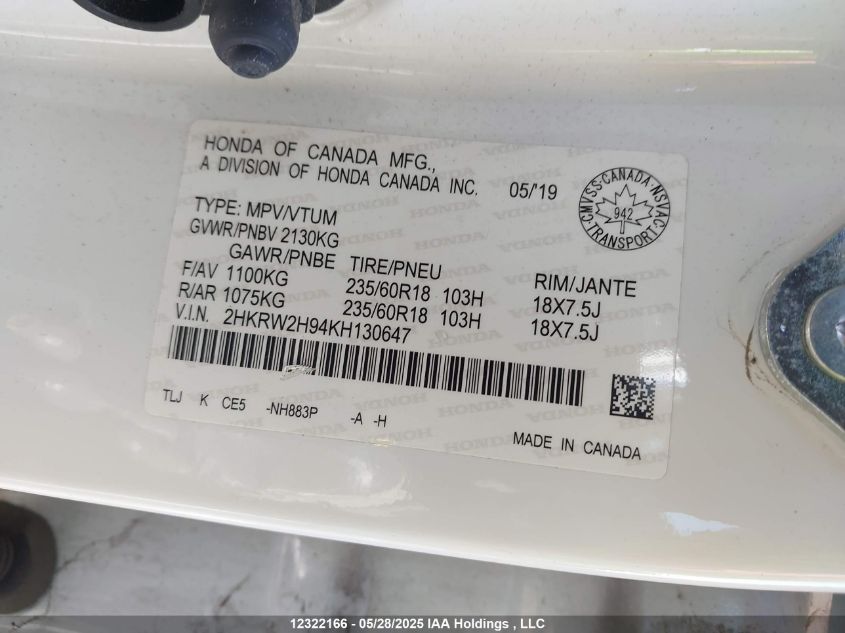 HONDA OF CANADA MFG.,
A DIVISION OF HONDA CANADA INC. 05/'19
CMVSS·CANADA·NSVAC
942
TRANSPORT
TYPE: MPV/VTUM
GVWR/PNBV 2130KG
GAWR/PNBE TIRE/PNEU RIM/JANTE
F/AV 1100KG 235/60R18 103H 18X7.5J
R/AR 1075KG 235/60R18 103H 18X7.5J
V.I.N. 2HKRW2H94KH130647
TLJ K CE5 -NH883P -A -H
MADE IN CANADA
12322166 - 05/28/2025 IAA Holdings , LLC